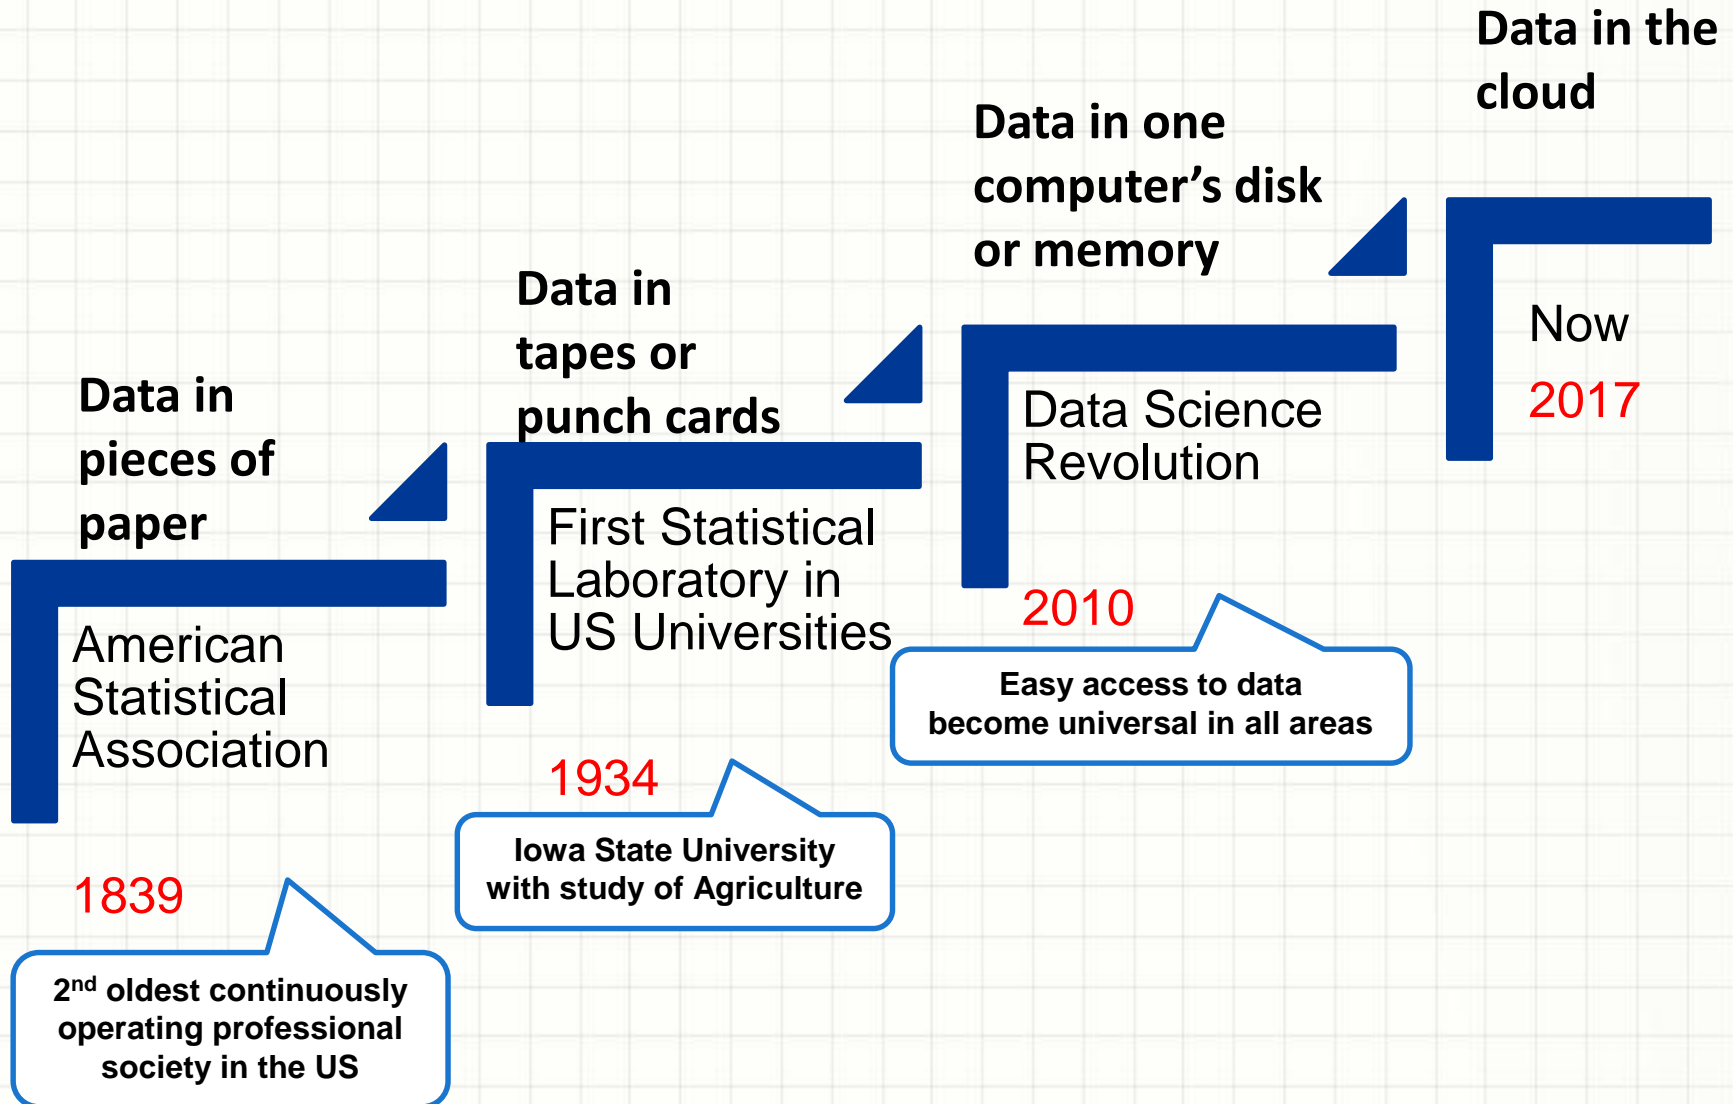 Data in
pieces of
paper
American
Statistical
Association
1839
2nd oldest continuously
operating professional
society in the US
Data in
tapes or
punch cards
First Statistical
Laboratory in
US Universities
1934
Iowa State University
with study of Agriculture
Data in one
computer’s disk
or memory
Data Science
Revolution
2010
Easy access to data
become universal in all areas
Data in the
cloud
Now
2017